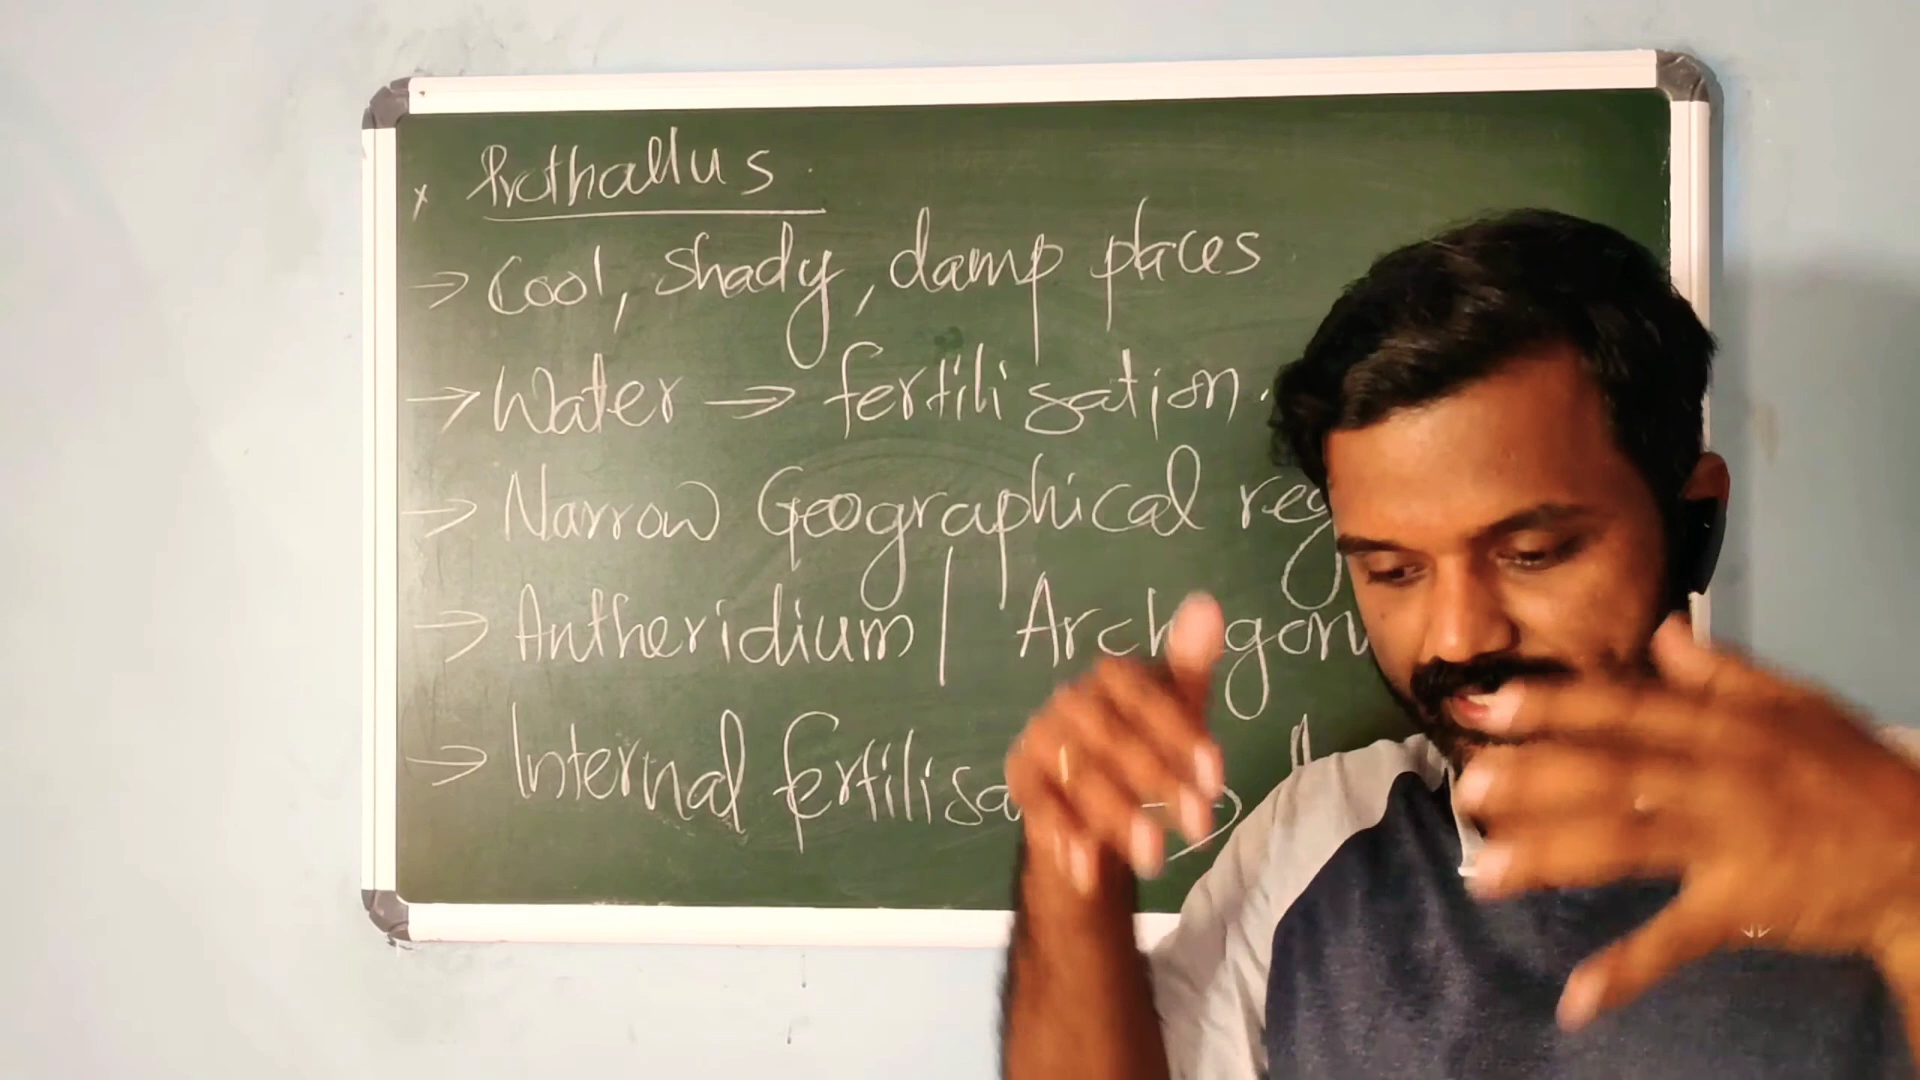 x Prothallus
→ Cool, Shady, damp places
→ Water → fertilisation.
→ Narrow Geographical reg
→ Antheridium / Archegon
→ Internal fertilisa →